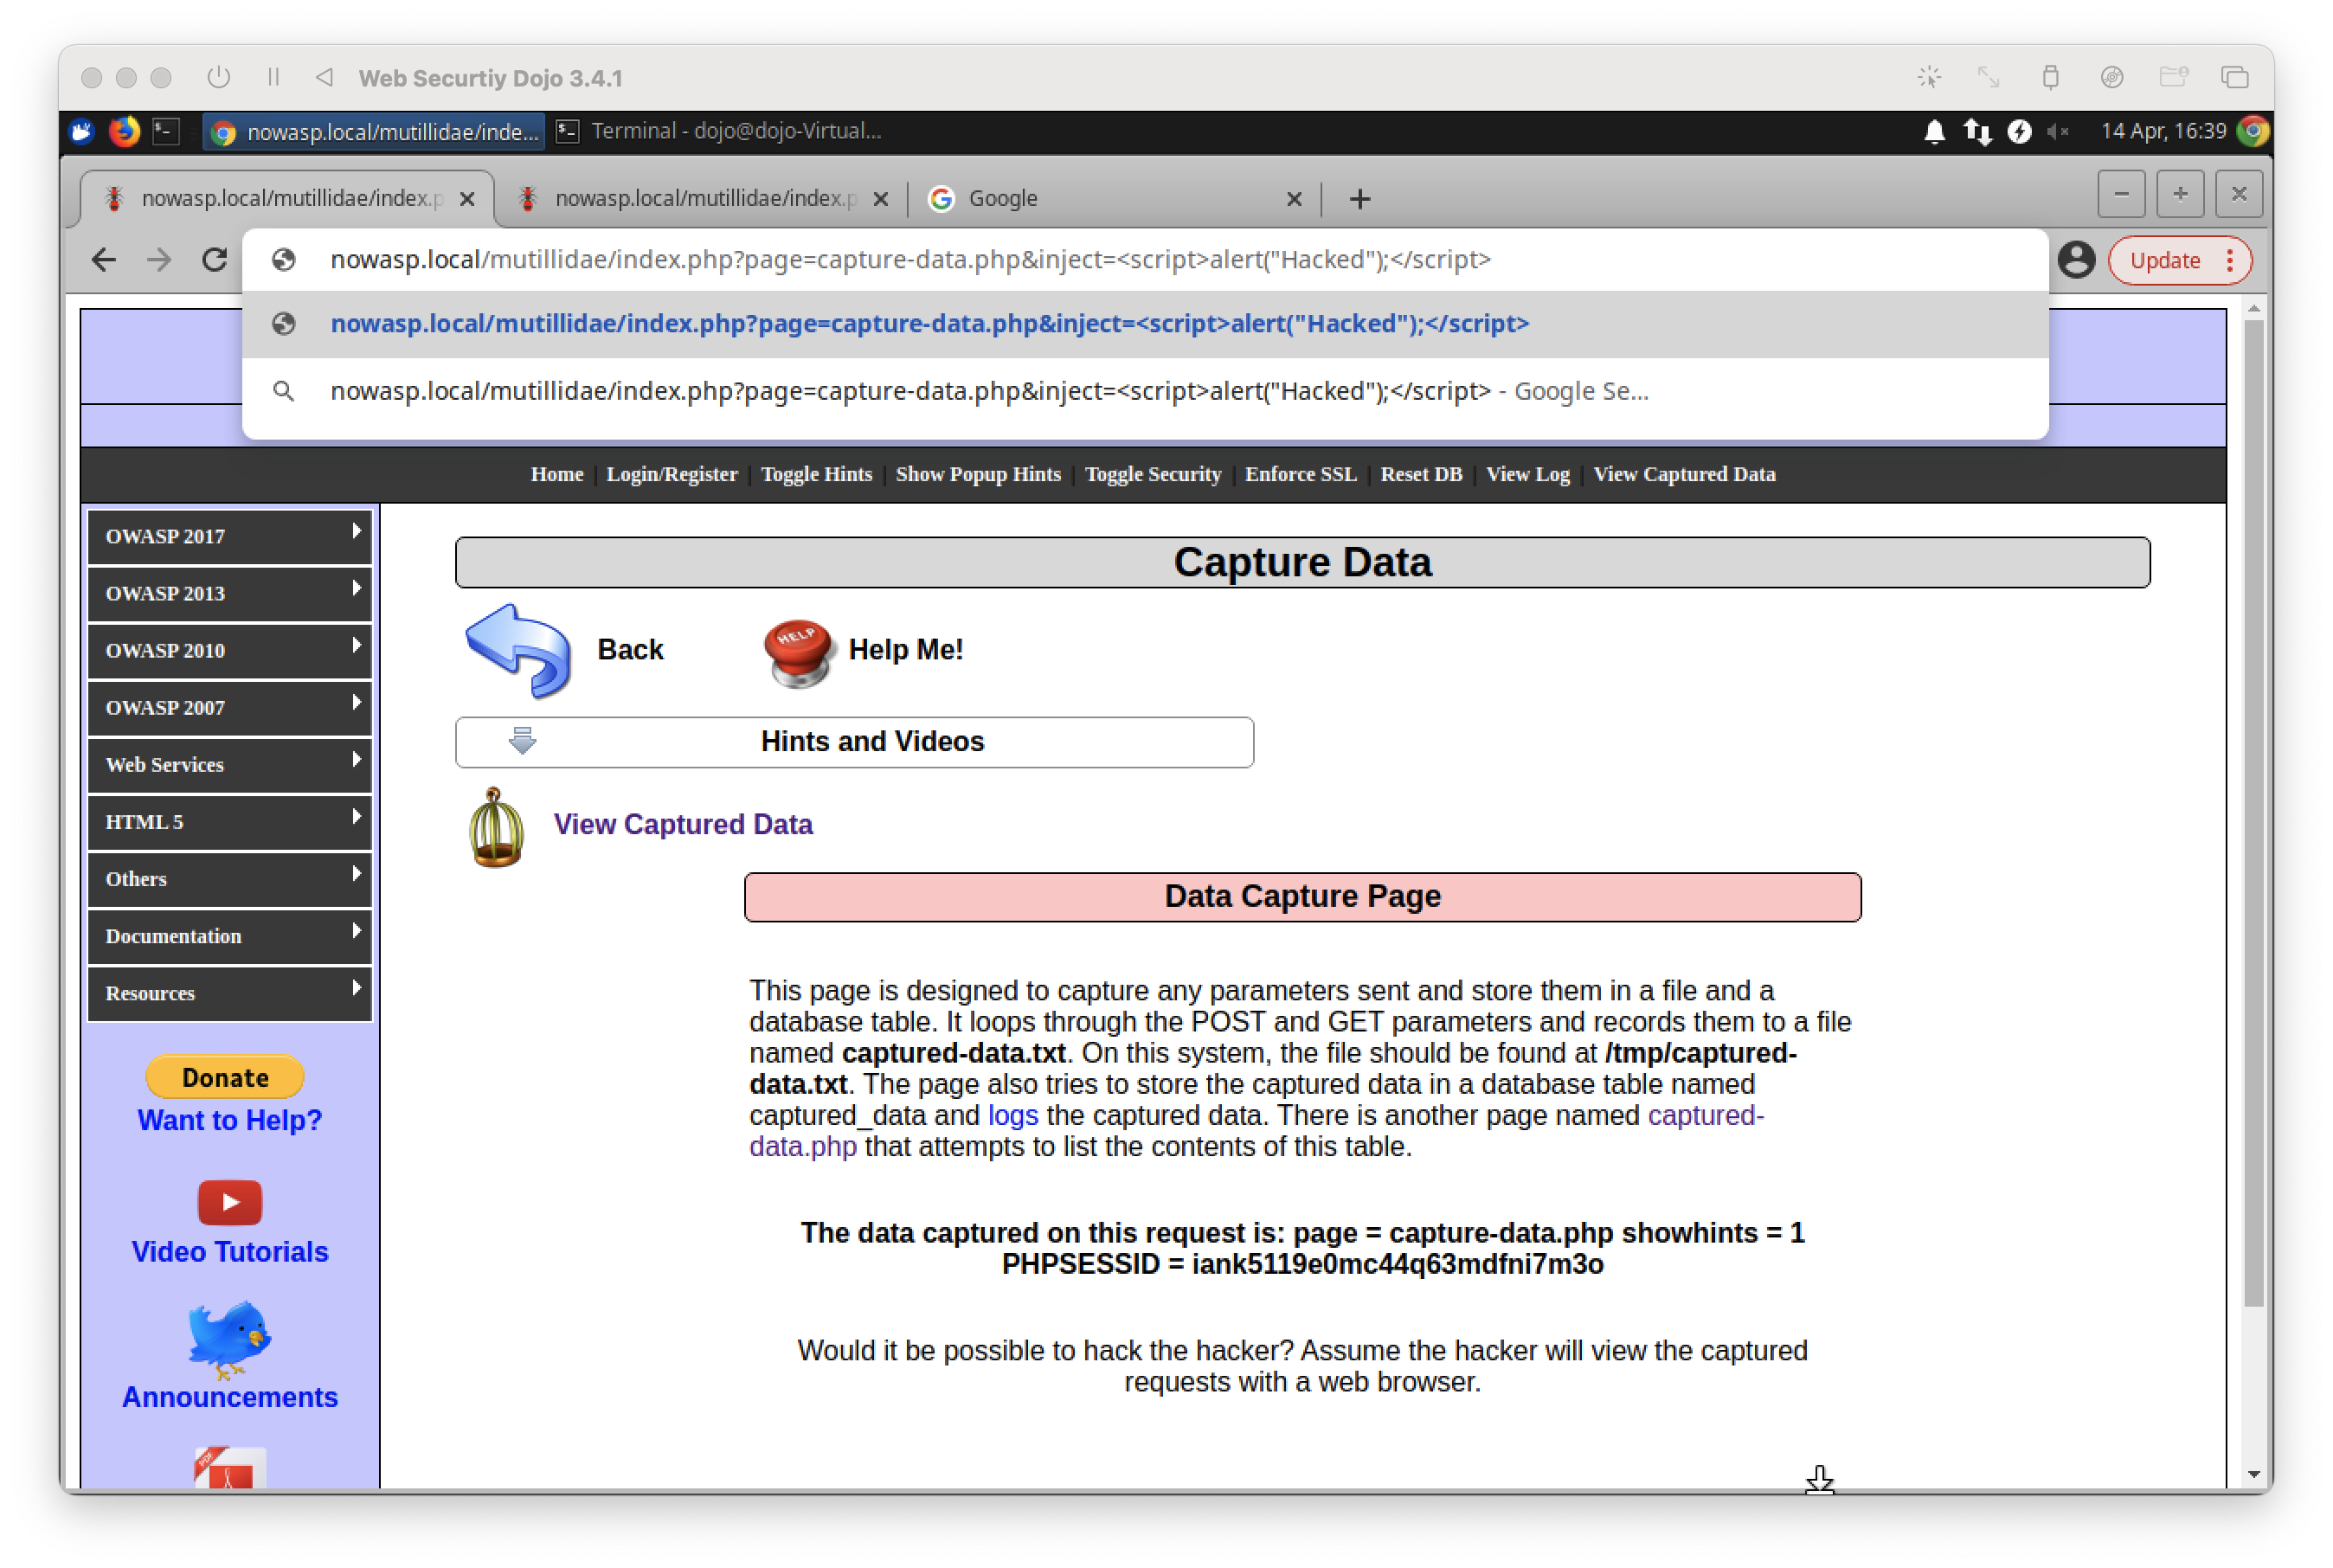 Web Securtiy Dojo 3.4.1
nowasp.local/mutillidae/inde...
Terminal - dojo@dojo-Virtual...
14 Apr, 16:39
nowasp.local/mutillidae/index.p
nowasp.local/mutillidae/index.p
Google
nowasp.local/mutillidae/index.php?page=capture-data.php&inject=<script>alert("Hacked");</script>
Update
nowasp.local/mutillidae/index.php?page=capture-data.php&inject=<script>alert("Hacked");</script>
nowasp.local/mutillidae/index.php?page=capture-data.php&inject=<script>alert("Hacked");</script> - Google Se...
Home | Login/Register | Toggle Hints | Show Popup Hints | Toggle Security | Enforce SSL | Reset DB | View Log | View Captured Data
OWASP 2017
OWASP 2013
OWASP 2010
OWASP 2007
Web Services
HTML 5
Others
Documentation
Resources
Donate
Want to Help?
Video Tutorials
Announcements
PDF
Capture Data
Back
HELP
Help Me!
Hints and Videos
View Captured Data
Data Capture Page
This page is designed to capture any parameters sent and store them in a file and a
database table. It loops through the POST and GET parameters and records them to a file
named captured-data.txt. On this system, the file should be found at /tmp/captured-
data.txt. The page also tries to store the captured data in a database table named
captured_data and logs the captured data. There is another page named captured-
data.php that attempts to list the contents of this table.
The data captured on this request is: page = capture-data.php showhints = 1
PHPSESSID = iank5119e0mc44q63mdfni7m3o
Would it be possible to hack the hacker? Assume the hacker will view the captured
requests with a web browser.